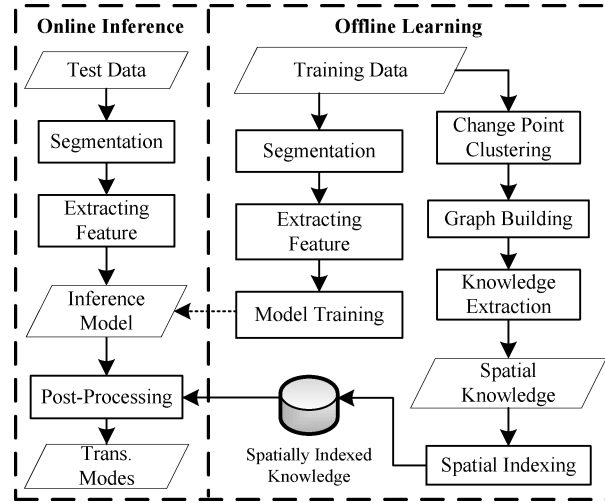 Online Inference
Test Data
Segmentation
Extracting
Feature
Inference
Model
Post-Processing
Trans.
Modes
Offline Learning
Training Data
Segmentation
Extracting
Feature
Model Training
Change Point
Clustering
Graph Building
Knowledge
Extraction
Spatial
Knowledge
Spatial Indexing
Spatially Indexed
Knowledge